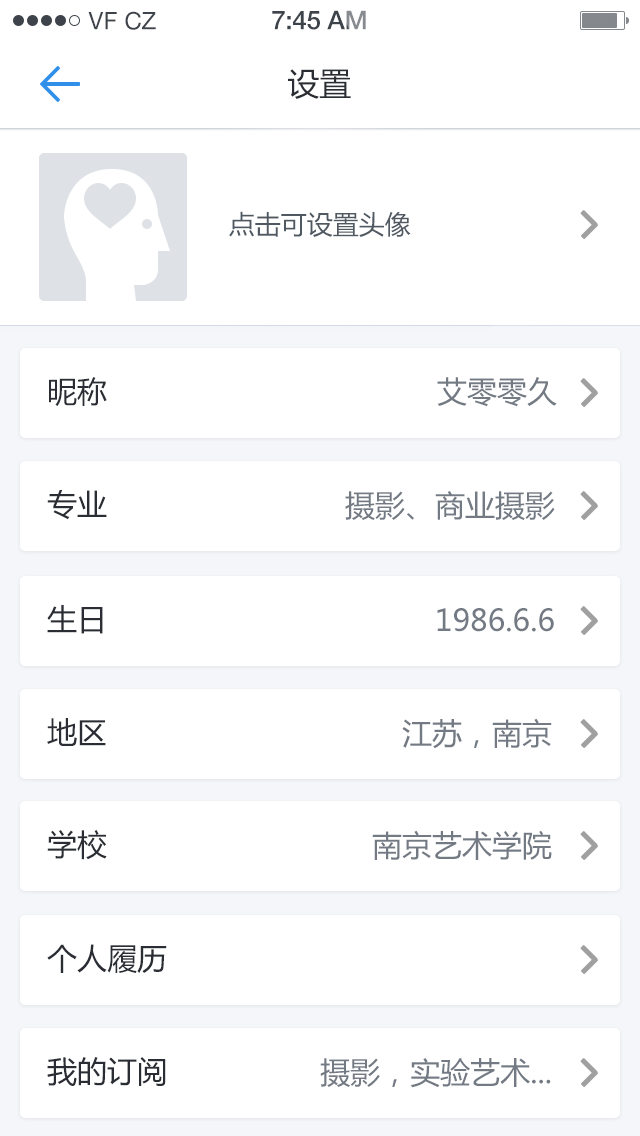 VF CZ 7:45 AM
设置
点击可设置头像
昵称 艾零零久
专业 摄影、商业摄影
生日 1986.6.6
地区 江苏，南京
学校 南京艺术学院
个人履历
我的订阅 摄影，实验艺术...